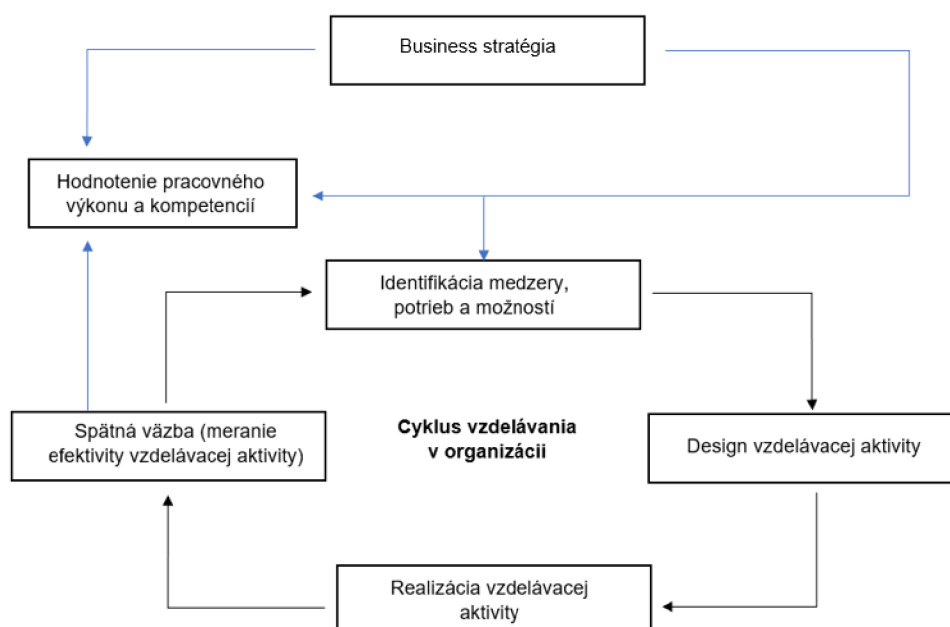 Business stratégia
Hodnotenie pracovného
výkonu a kompetencií
Identifikácia medzery,
potrieb a možností
Spätná väzba (meranie
efektivity vzdelávacej aktivity)
Cyklus vzdelávania
v organizácii
Design vzdelávacej aktivity
Realizácia vzdelávacej
aktivity